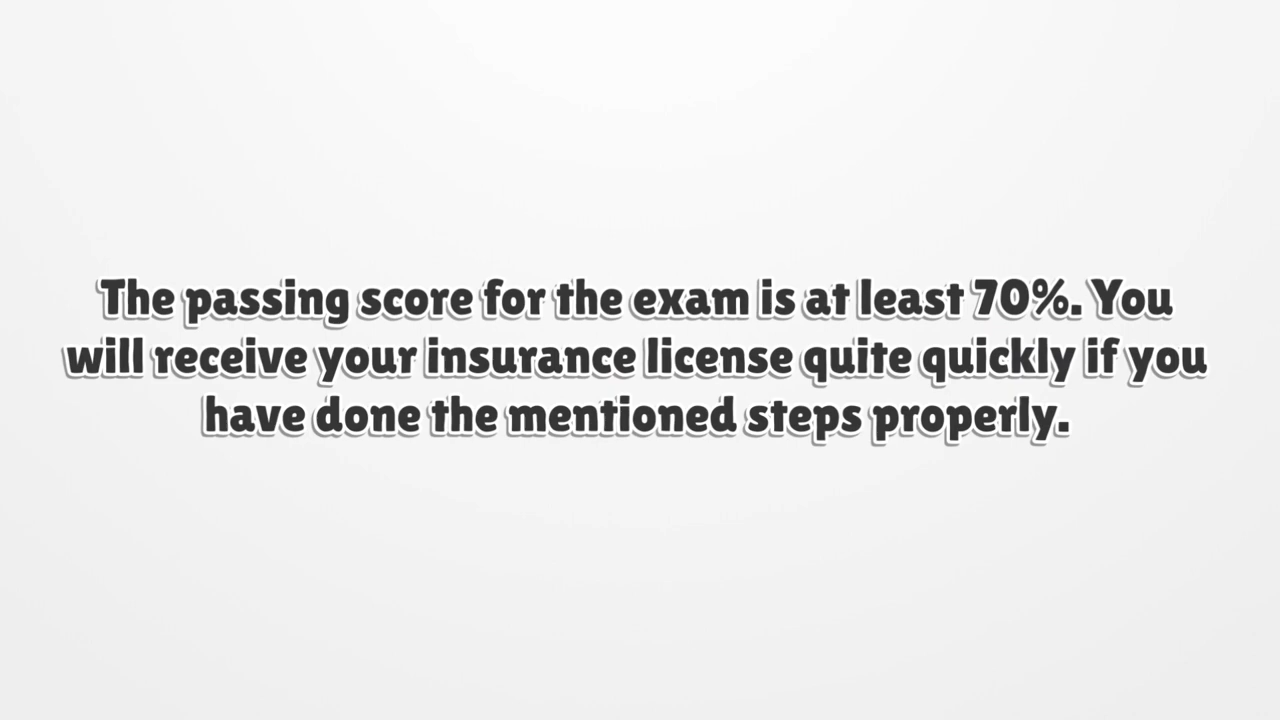 The passing score for the exam is at least 70%. You
will receive your insurance license quite quickly if you
have done the mentioned steps properly.